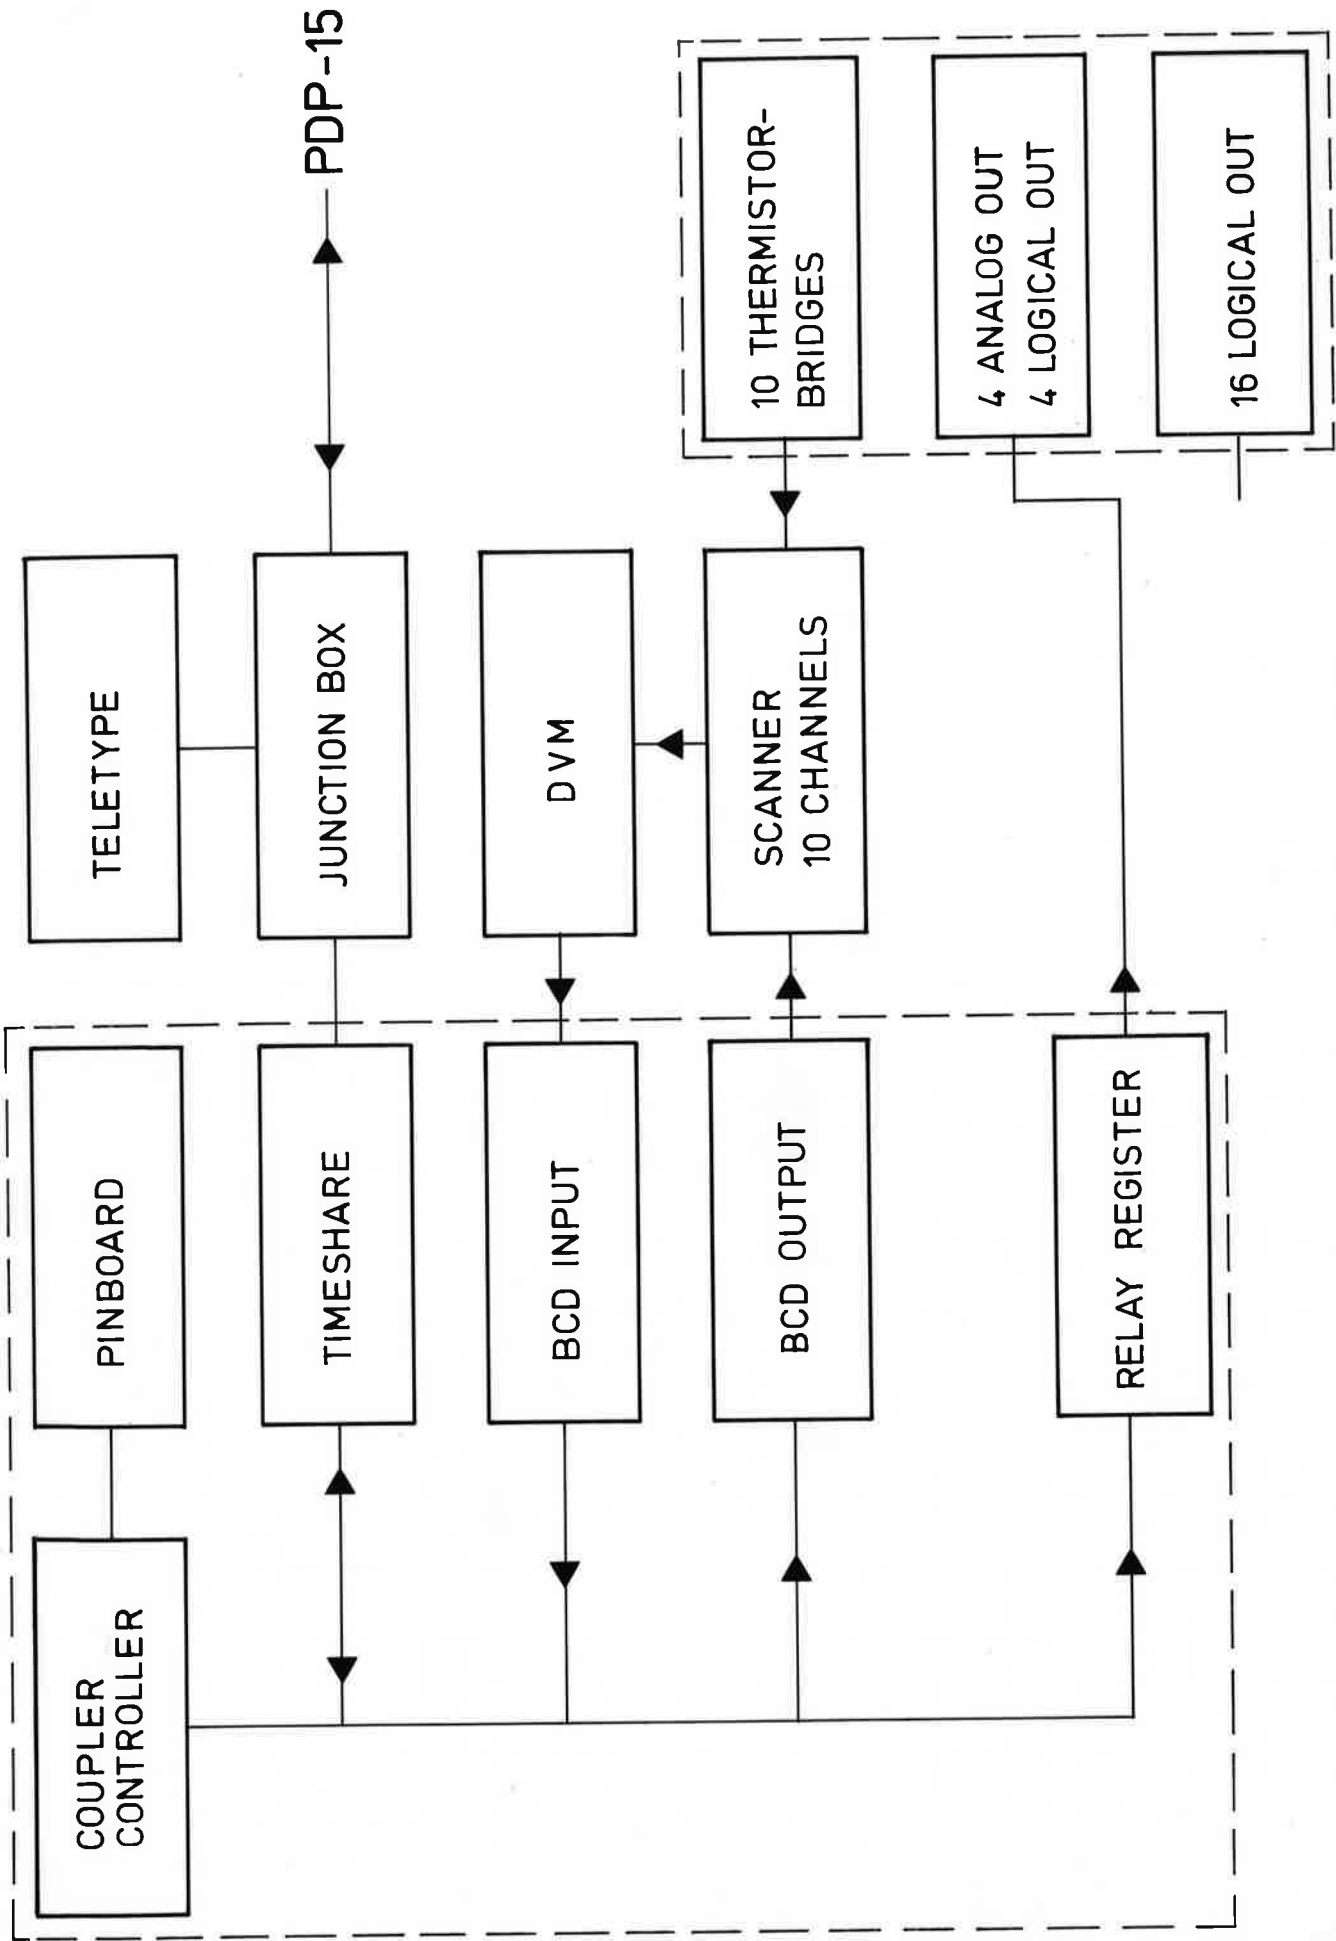 COUPLER
CONTROLLER
PINBOARD
TELETYPE
TIMESHARE
JUNCTION BOX
PDP-15
BCD INPUT
DVM
BCD OUTPUT
SCANNER
10 CHANNELS
10 THERMISTOR-
BRIDGES
RELAY REGISTER
4 ANALOG OUT
4 LOGICAL OUT
16 LOGICAL OUT